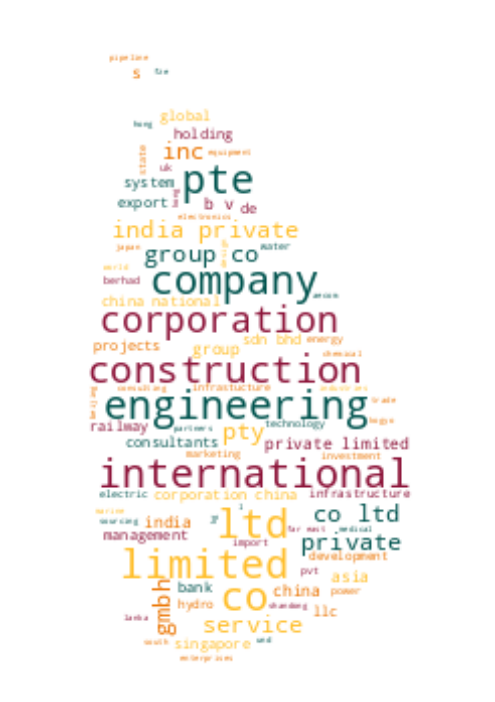 pipeline
s fze
global
hong
holding
inc equipment
state
uk
pte
system
export
b v de
electronics
india private
japan
water
group co
world
berhad
company
aecom
china national
corporation
sdn bhd energy
projects
group
chemical
construction
consulting infrastucture industries
beijing
engineering
trade
railway partners
pty
technology
kogyo
consultants
private limited
marketing
investment
international
electric corporation china infrastructure
marine
ltd
co ltd
sourcing india
far east medical
management
import
private
limited
development
pvt
asia
gmbh
bank
co
china power
hydro
shandong
llc
lanka
service
south singapore
und
enterprises